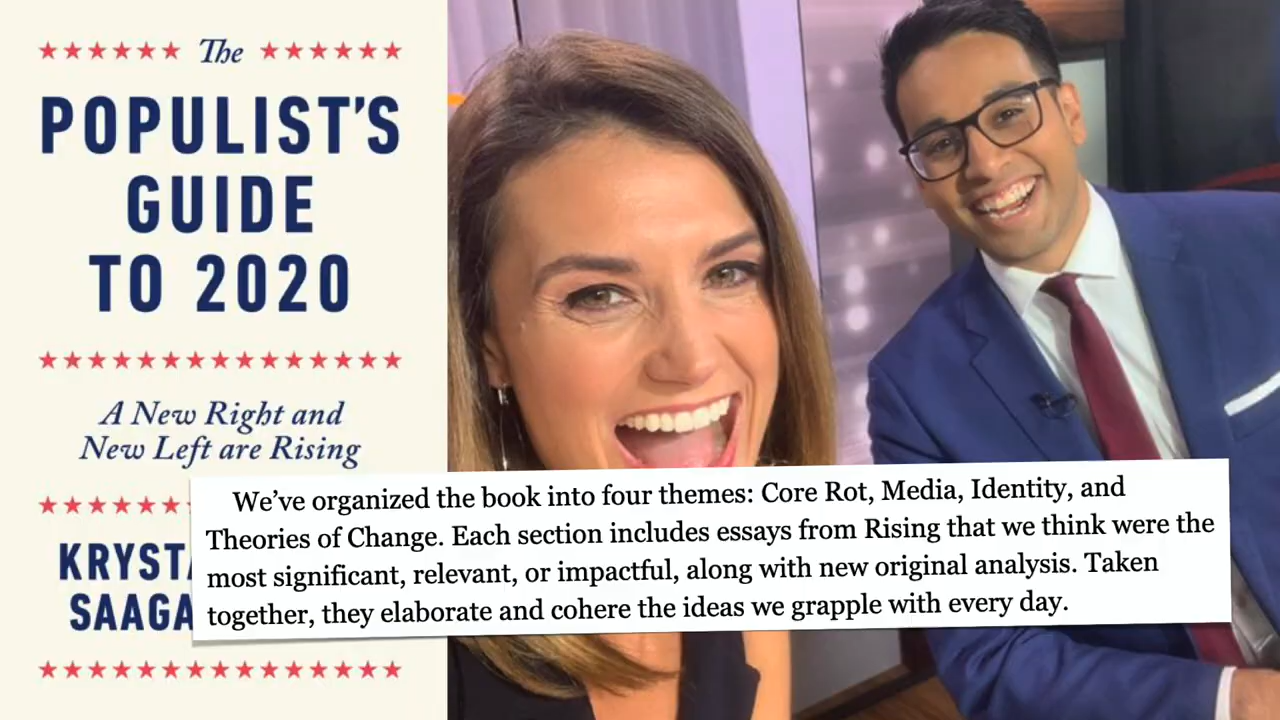 The
POPULIST'S
GUIDE
TO 2020
A New Right and
New Left are Rising
KRYSTA
SAAGA
We've organized the book into four themes: Core Rot, Media, Identity, and
Theories of Change. Each section includes essays from Rising that we think were the
most significant, relevant, or impactful, along with new original analysis. Taken
together, they elaborate and cohere the ideas we grapple with every day.